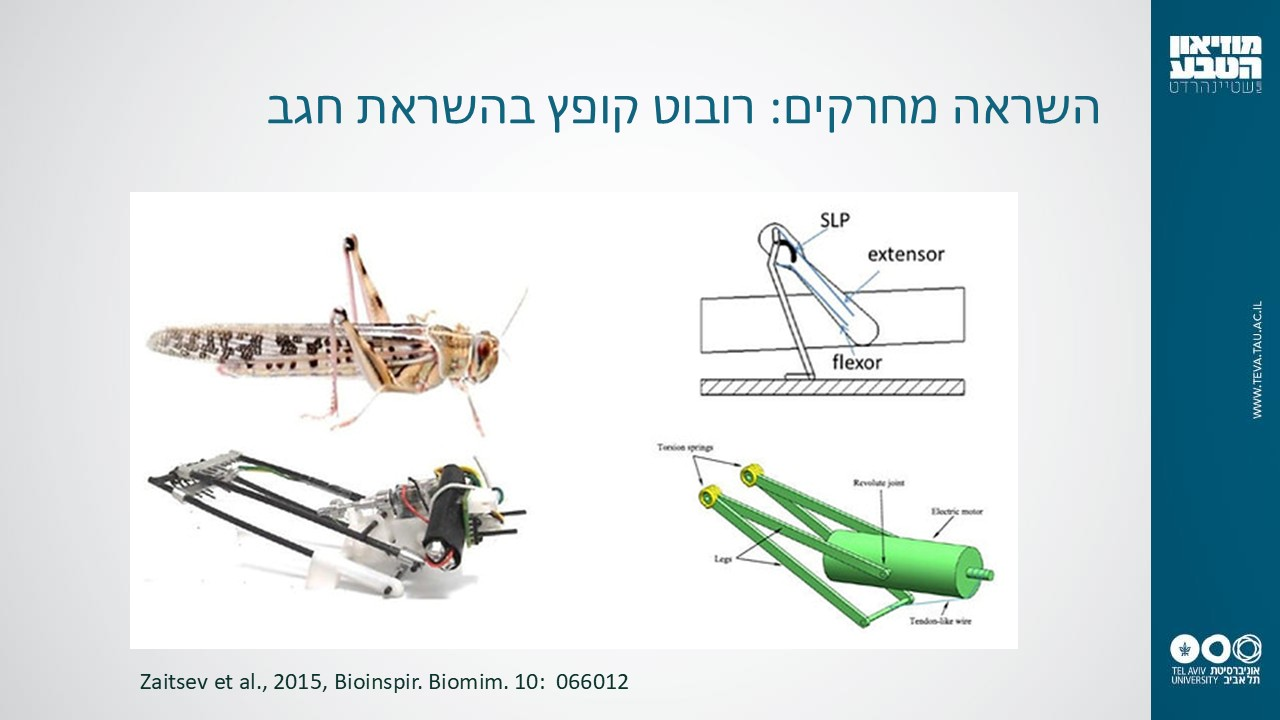 השראה מחרקים: רובוט קופץ בהשראת חגב
SLP
extensor
flexor
Torsion springs
Revolute joint
Electric motor
Legs
Tendon-like wire
Zaitsev et al., 2015, Bioinspir. Biomim. 10: 066012
מוזיאון
הטבע
שטיינהרדט
WWW.TEVA.TAU.AC.IL
TEL AVIV אוניברסיטת
UNIVERSITY תל אביב